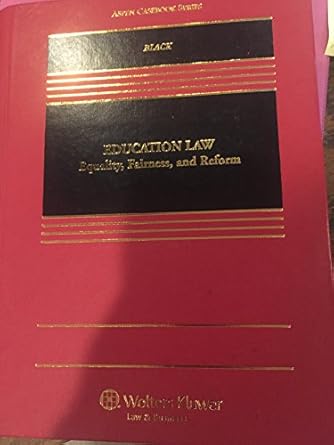 ASPEN CASEBOOK SERIES
BLACK
EDUCATION LAW
Equality, Fairness, and Reform
Wolters Kluwer
Law & Business